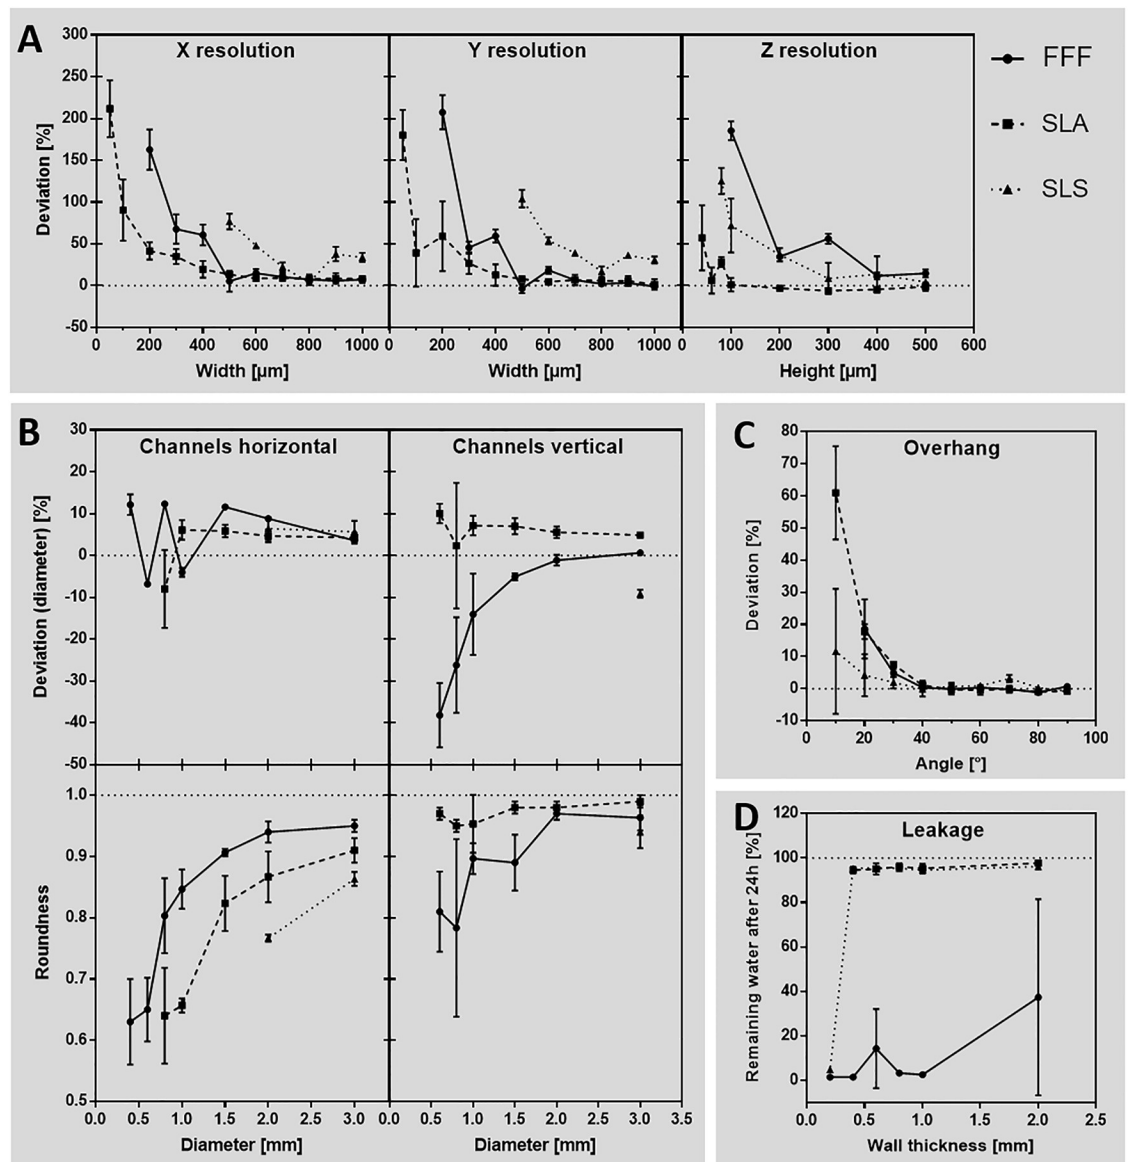 A
X resolution
Y resolution
Z resolution
FFF
SLA
SLS
Deviation [%]
300
250
200
150
100
50
0
-50
0 200 400 600 800 1000
0 200 400 600 800 1000
0 100 200 300 400 500 600
Width [µm]
Width [µm]
Height [µm]
B
Channels horizontal
Channels vertical
Deviation (diameter) [%]
30
20
10
0
-10
-20
-30
-40
-50
Roundness
1.0
0.9
0.8
0.7
0.6
0.5
0.0 0.5 1.0 1.5 2.0 2.5 3.0
0.0 0.5 1.0 1.5 2.0 2.5 3.0 3.5
Diameter [mm]
Diameter [mm]
C
Overhang
Deviation [%]
80
70
60
50
40
30
20
10
0
-10
0 20 40 60 80 100
Angle [°]
D
Leakage
Remaining water after 24h [%]
120
100
80
60
40
20
0
0.0 0.5 1.0 1.5 2.0 2.5
Wall thickness [mm]